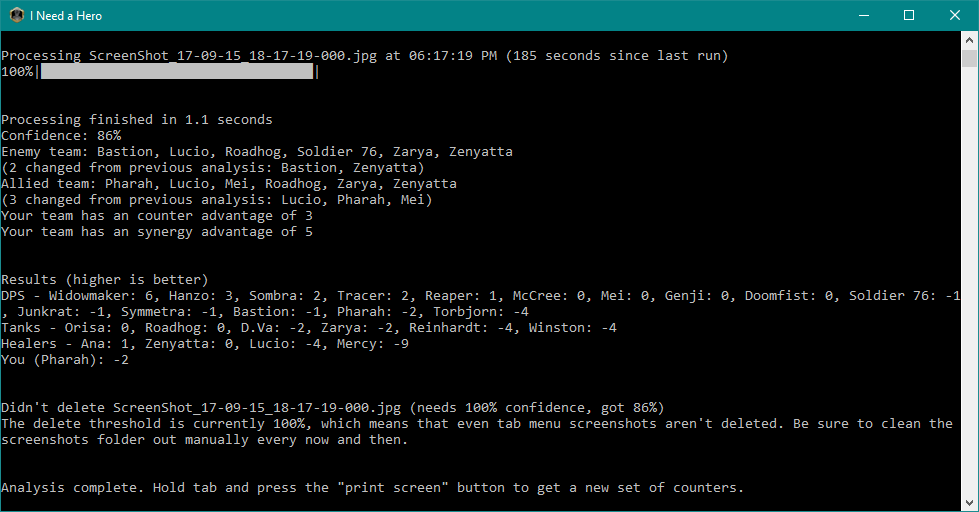 I Need a Hero
Processing ScreenShot_17-09-15_18-17-19-000.jpg at 06:17:19 PM (185 seconds since last run)
100%| |
Processing finished in 1.1 seconds
Confidence: 86%
Enemy team: Bastion, Lucio, Roadhog, Soldier 76, Zarya, Zenyatta
(2 changed from previous analysis: Bastion, Zenyatta)
Allied team: Pharah, Lucio, Mei, Roadhog, Zarya, Zenyatta
(3 changed from previous analysis: Lucio, Pharah, Mei)
Your team has an counter advantage of 3
Your team has an synergy advantage of 5
Results (higher is better)
DPS - Widowmaker: 6, Hanzo: 3, Sombra: 2, Tracer: 2, Reaper: 1, McCree: 0, Mei: 0, Genji: 0, Doomfist: 0, Soldier 76: -1
, Junkrat: -1, Symmetra: -1, Bastion: -1, Pharah: -2, Torbjorn: -4
Tanks - Orisa: 0, Roadhog: 0, D.Va: -2, Zarya: -2, Reinhardt: -4, Winston: -4
Healers - Ana: 1, Zenyatta: 0, Lucio: -4, Mercy: -9
You (Pharah): -2
Didn't delete ScreenShot_17-09-15_18-17-19-000.jpg (needs 100% confidence, got 86%)
The delete threshold is currently 100%, which means that even tab menu screenshots aren't deleted. Be sure to clean the
screenshots folder out manually every now and then.
Analysis complete. Hold tab and press the "print screen" button to get a new set of counters.